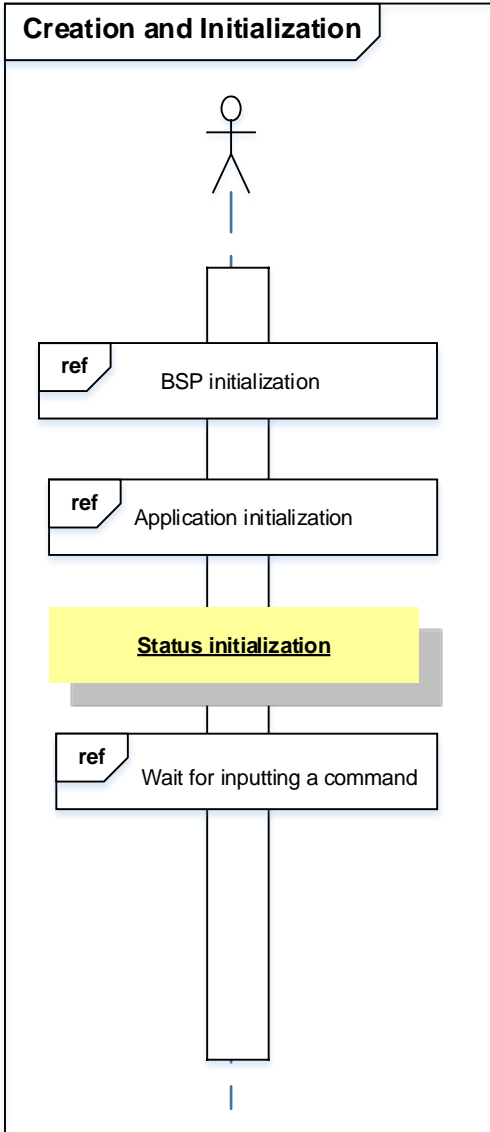 Creation and Initialization
ref
BSP initialization
ref
Application initialization
Status initialization
ref
Wait for inputting a command